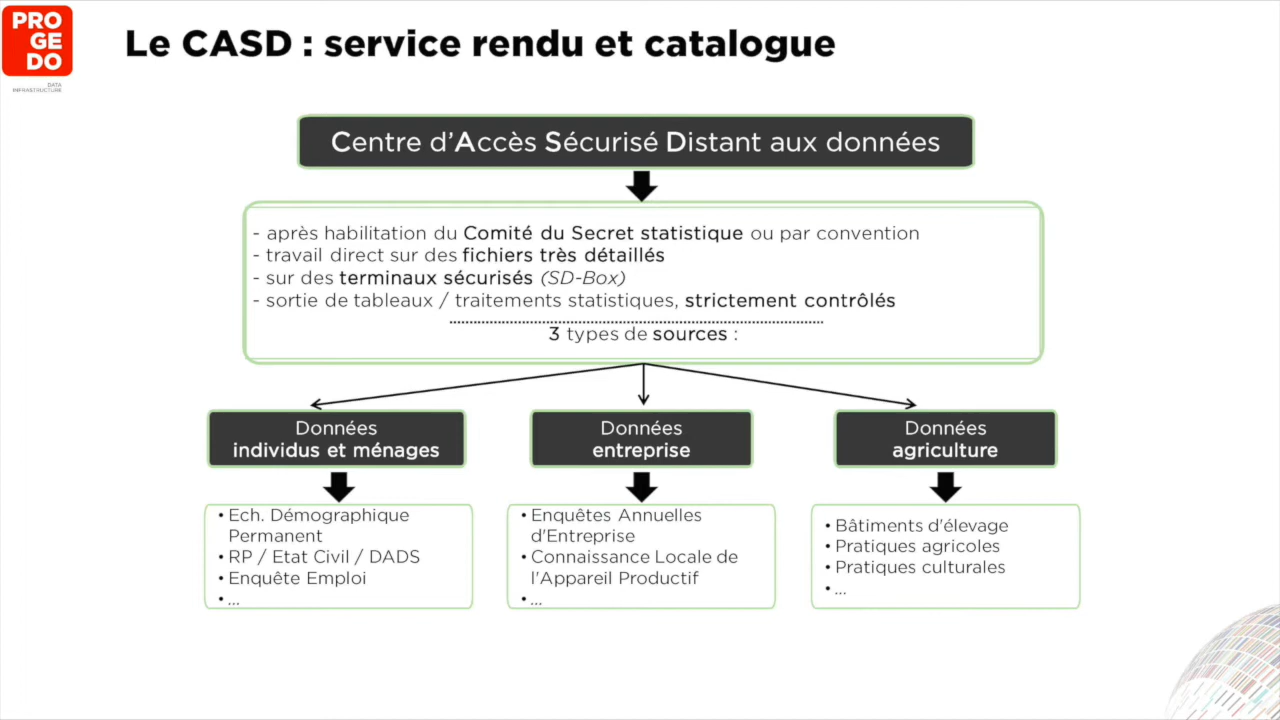 PRO
GE
DO
DATA
INFRASTRUCTURE
Le CASD : service rendu et catalogue
Centre d'Accès Sécurisé Distant aux données
- après habilitation du Comité du Secret statistique ou par convention
- travail direct sur des fichiers très détaillés
- sur des terminaux sécurisés (SD-Box)
- sortie de tableaux / traitements statistiques, strictement contrôlés
3 types de sources :
Données
individus et ménages
• Ech. Démographique
Permanent
• RP / Etat Civil / DADS
• Enquête Emploi
• ...
Données
entreprise
• Enquêtes Annuelles
d'Entreprise
• Connaissance Locale de
l'Appareil Productif
• ...
Données
agriculture
• Bâtiments d'élevage
• Pratiques agricoles
• Pratiques culturales
• ...